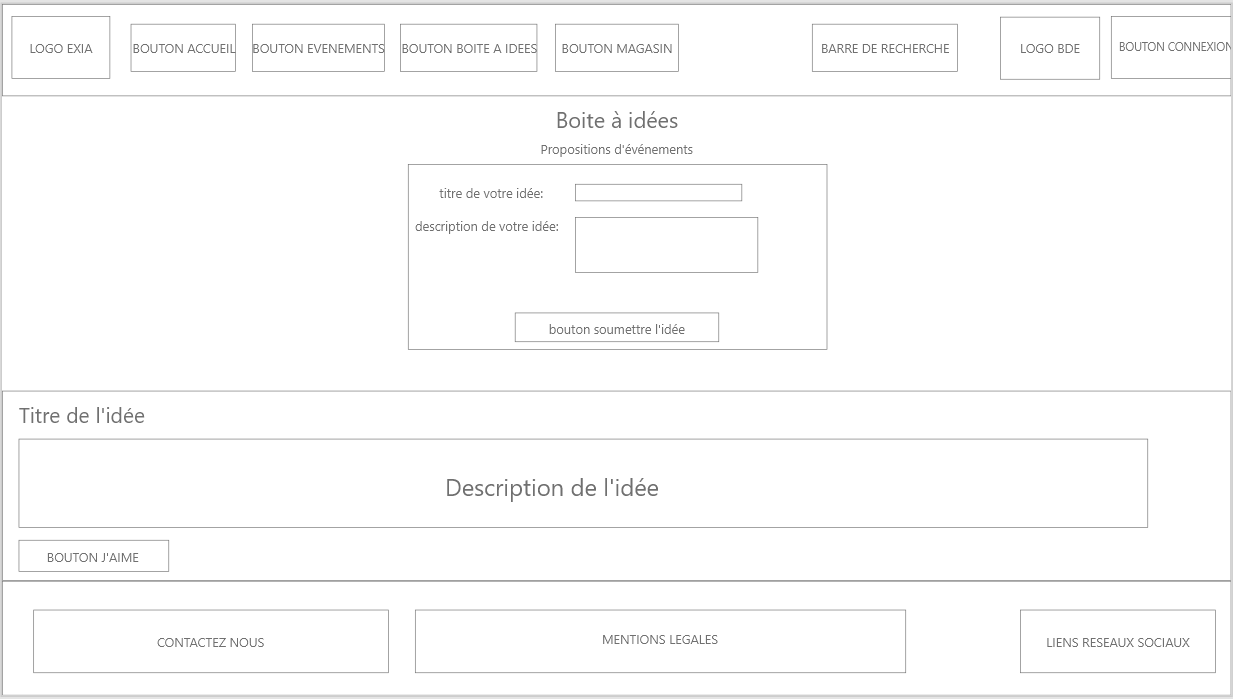 LOGO EXIA
BOUTON ACCUEIL
BOUTON EVENEMENTS
BOUTON BOITE A IDEES
BOUTON MAGASIN
BARRE DE RECHERCHE
LOGO BDE
BOUTON CONNEXION
Boite à idées
Propositions d'événements
titre de votre idée:
description de votre idée:
bouton soumettre l'idée
Titre de l'idée
Description de l'idée
BOUTON J'AIME
CONTACTEZ NOUS
MENTIONS LEGALES
LIENS RESEAUX SOCIAUX